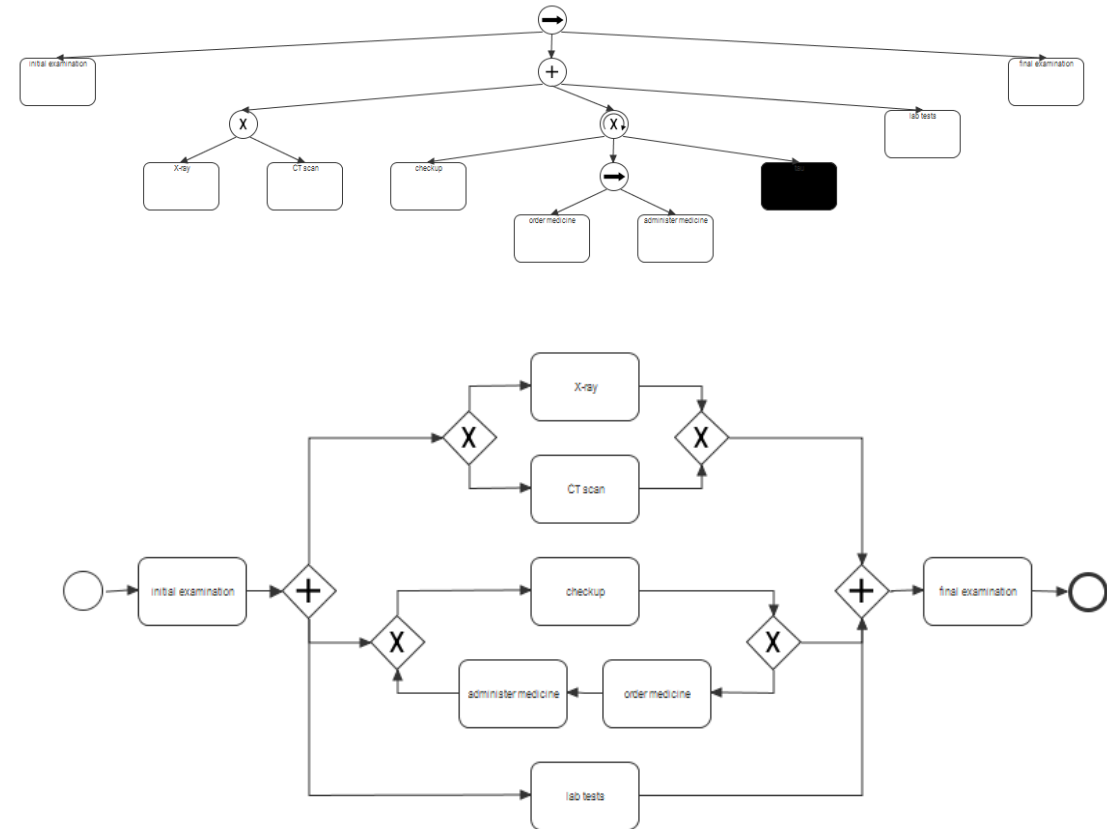 initial examination
final examination
lab tests
X-ray
CT scan
checkup
order medicine
administer medicine
X-ray
CT scan
initial examination
checkup
final examination
administer medicine
order medicine
lab tests